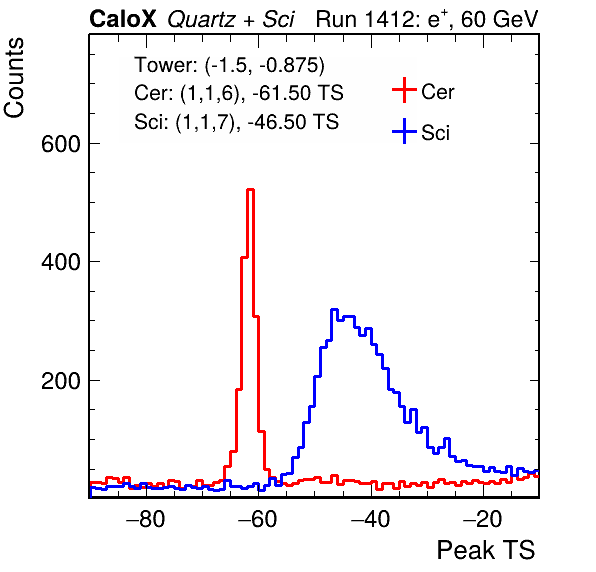 CaloX Quartz + Sci Run 1412: e⁺, 60 GeV
Counts
Tower: (-1.5, -0.875)
Cer: (1,1,6), -61.50 TS
Sci: (1,1,7), -46.50 TS
Cer
Sci
600
400
200
−80 −60 −40 −20
Peak TS